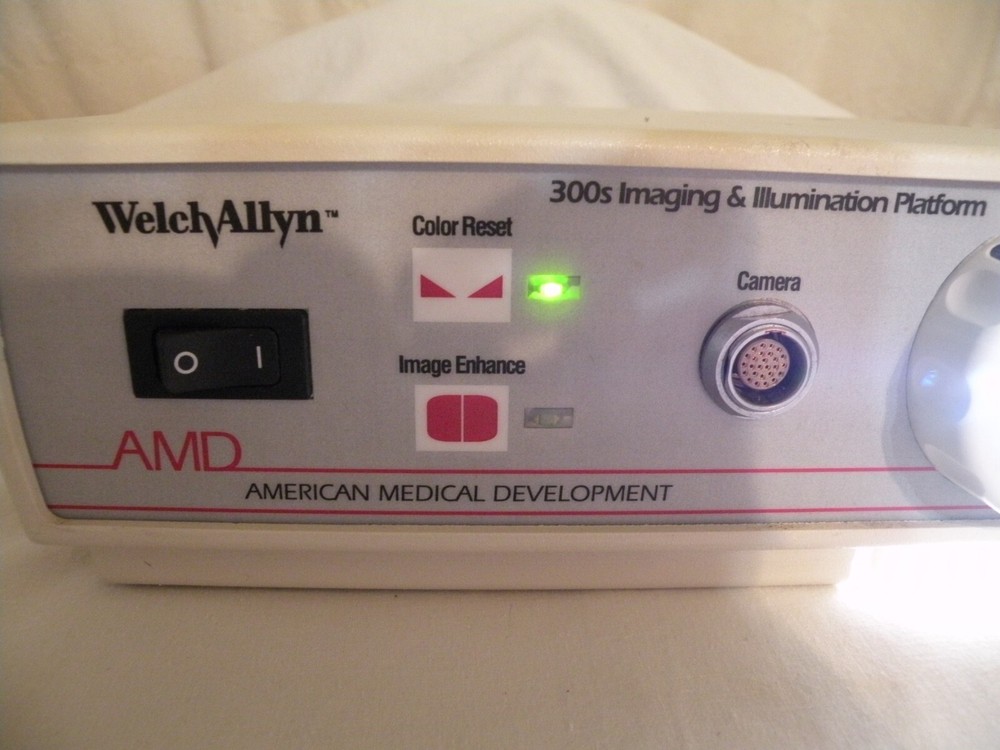 WelchAllyn™
300s Imaging & Illumination Platform
Color Reset
Camera
O I
Image Enhance
AMD
AMERICAN MEDICAL DEVELOPMENT